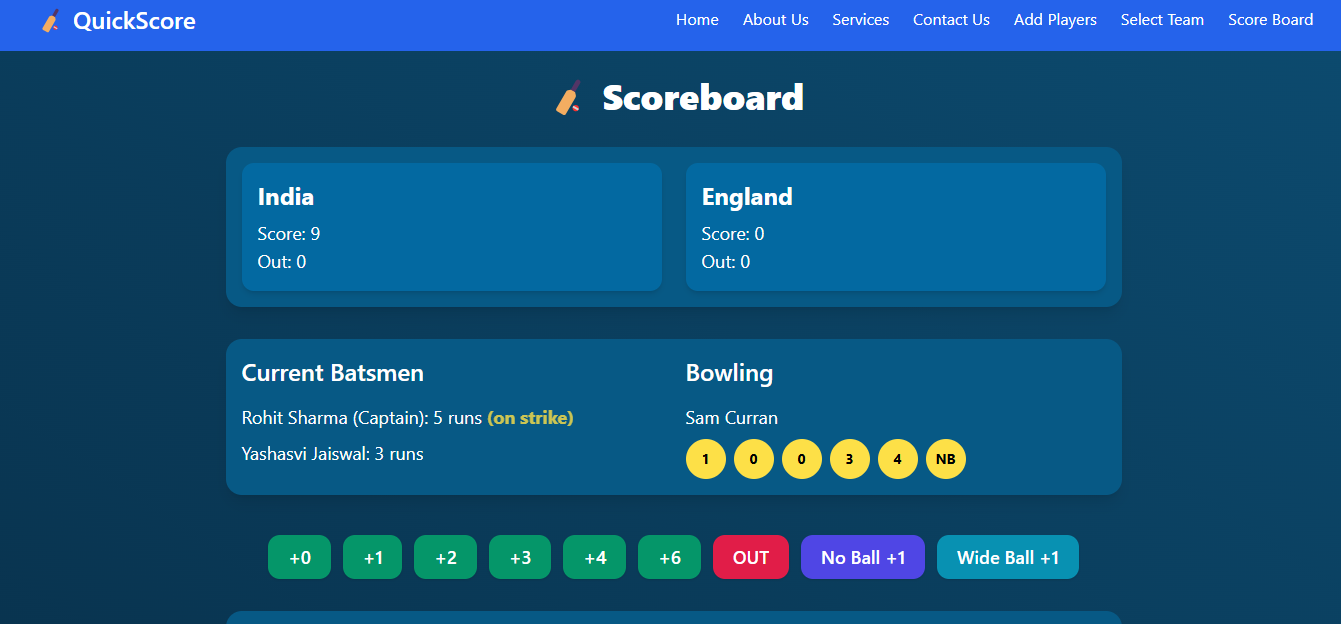 QuickScore
Home About Us Services Contact Us Add Players Select Team Score Board
Scoreboard
India
Score: 9
Out: 0
England
Score: 0
Out: 0
Current Batsmen
Rohit Sharma (Captain): 5 runs (on strike)
Yashasvi Jaiswal: 3 runs
Bowling
Sam Curran
1 0 0 3 4 NB
+0 +1 +2 +3 +4 +6 OUT No Ball +1 Wide Ball +1